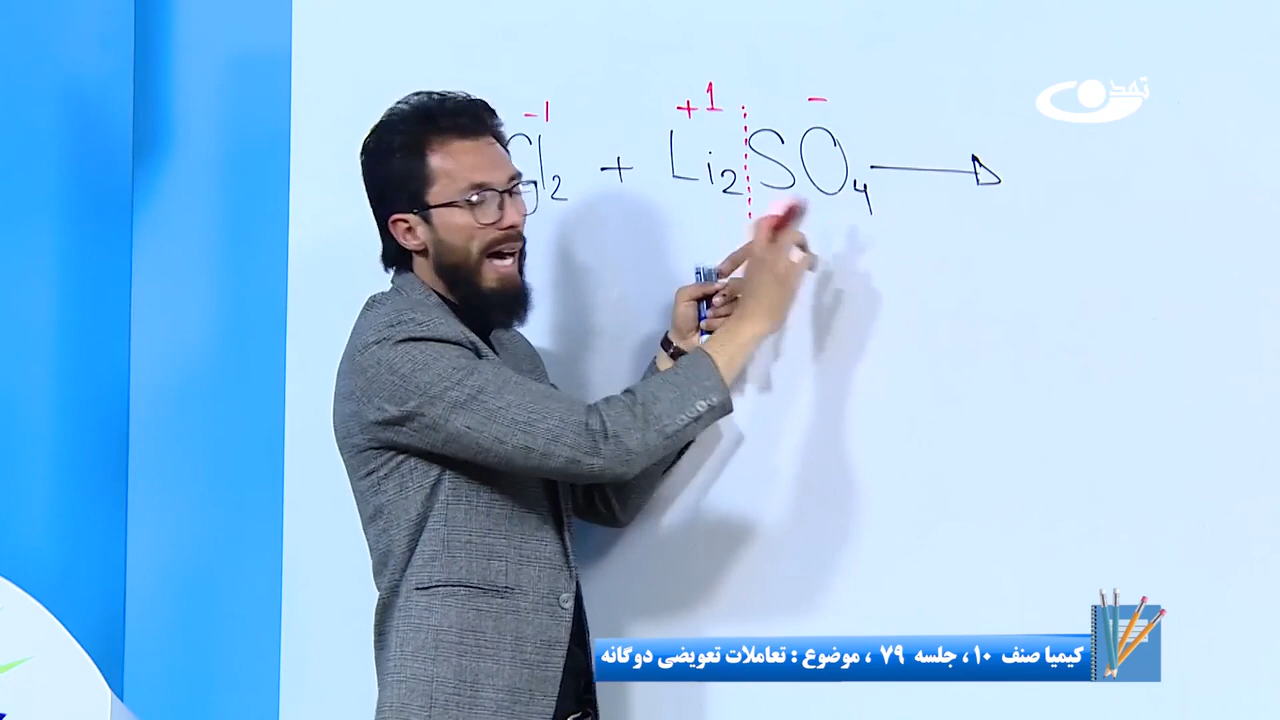 -1 +1 -
Cl2 + Li2SO4 →
تمدن
کیمیا صنف ۱۰، جلسه ۷۹، موضوع : تعاملات تعویضی دوگانه